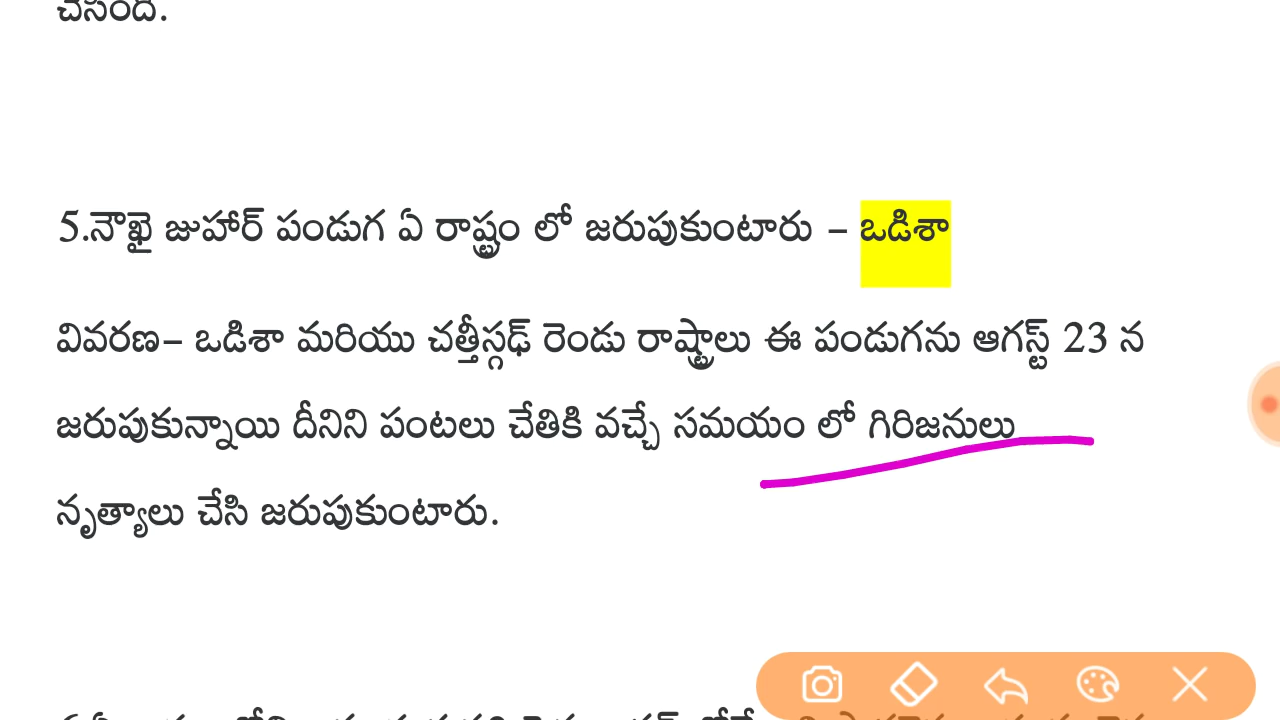 చేసింది.
5.నౌఖై జుహార్ పండుగ ఏ రాష్ట్రం లో జరుపుకుంటారు – ఒడిశా
వివరణ– ఒడిశా మరియు చత్తీస్గఢ్ రెండు రాష్ట్రాలు ఈ పండుగను ఆగస్ట్ 23 న
జరుపుకున్నాయి దీనిని పంటలు చేతికి వచ్చే సమయం లో గిరిజనులు
నృత్యాలు చేసి జరుపుకుంటారు.